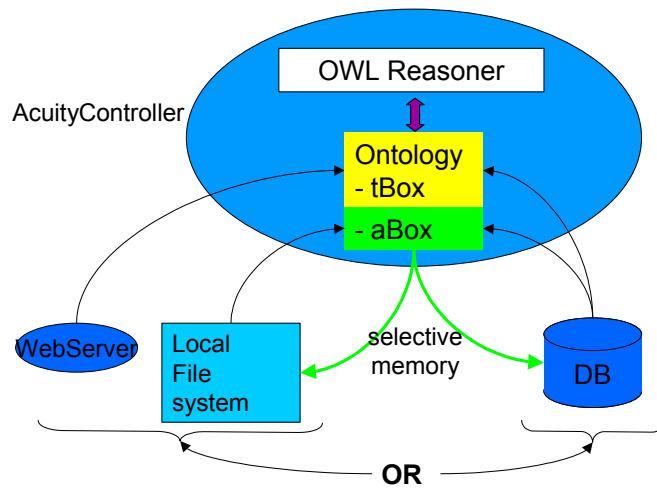 OWL Reasoner
AcuityController
Ontology
- tBox
- aBox
WebServer
Local
File
system
selective
memory
DB
OR